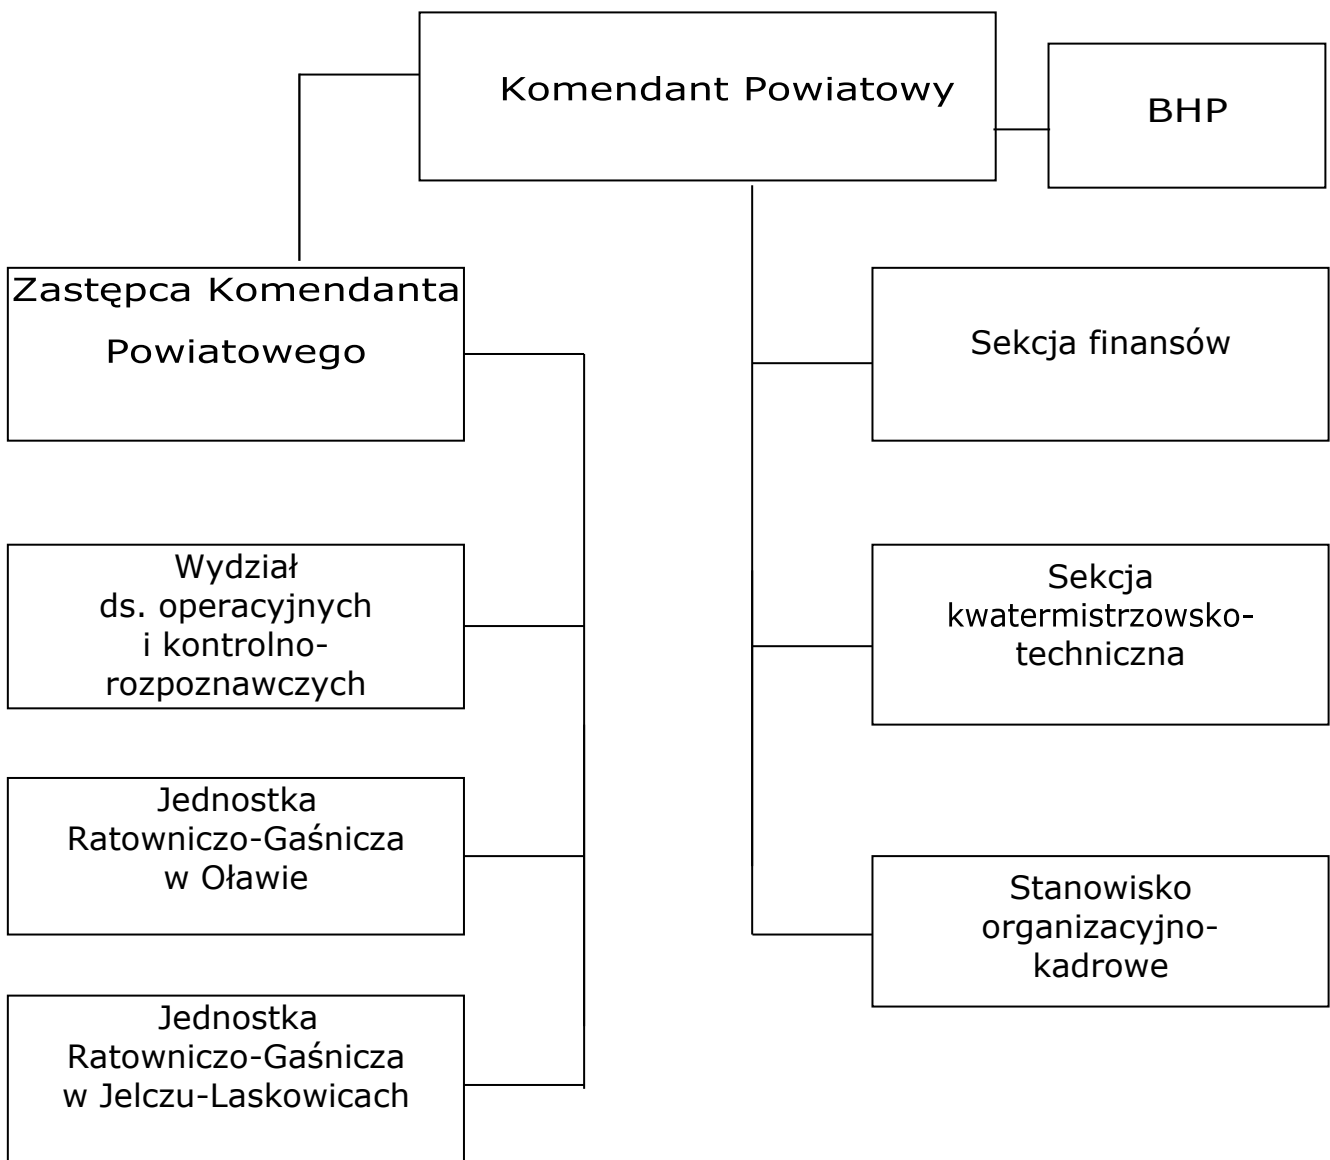 Komendant Powiatowy
BHP
Zastępca Komendanta
Powiatowego
Sekcja finansów
Wydział
ds. operacyjnych
i kontrolno-
rozpoznawczych
Sekcja
kwatermistrzowsko-
techniczna
Jednostka
Ratowniczo-Gaśnicza
w Oławie
Stanowisko
organizacyjno-
kadrowe
Jednostka
Ratowniczo-Gaśnicza
w Jelczu-Laskowicach